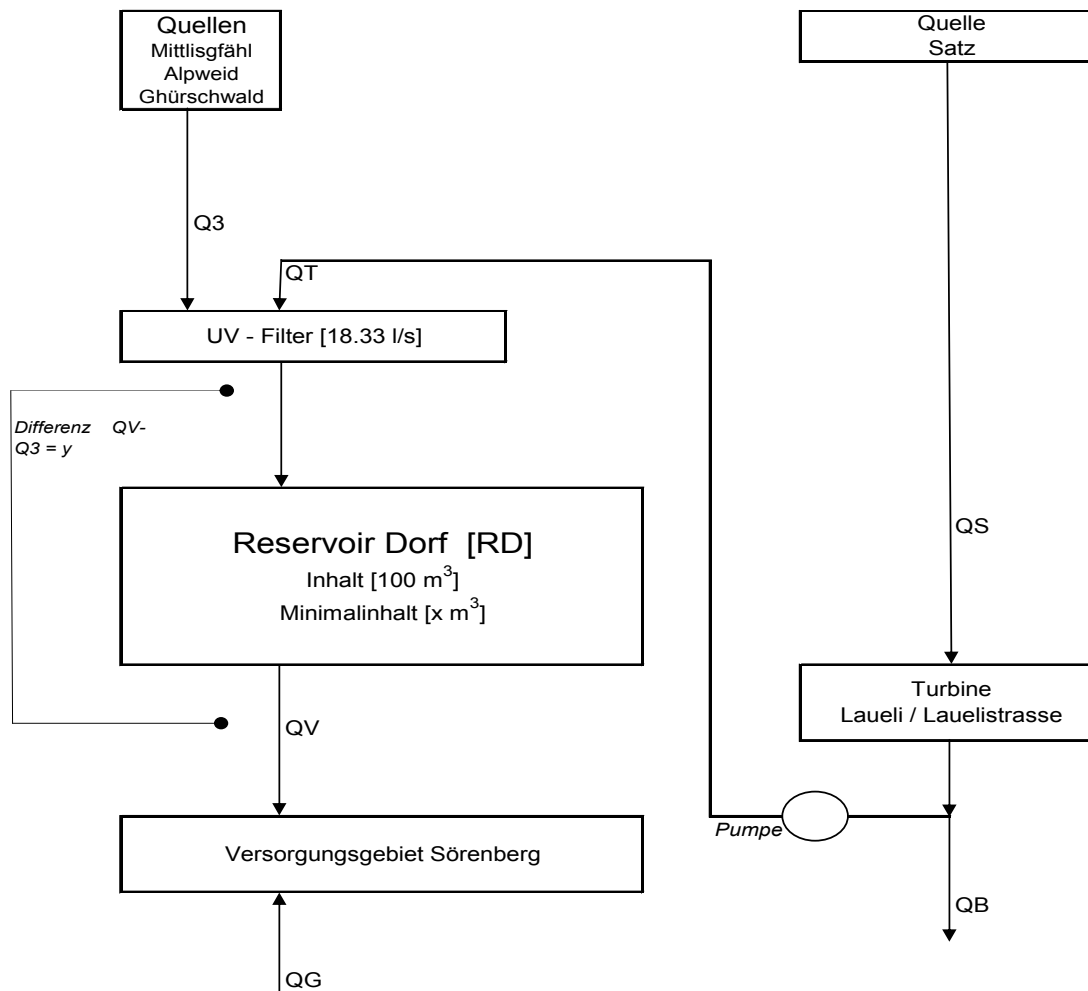 Quellen
Mittlisgfähl
Alpweid
Ghürschwald
Quelle
Satz
Q3
QT
UV - Filter [18.33 l/s]
Differenz QV-
Q3 = y
Reservoir Dorf [RD]
Inhalt [100 m³]
Minimalinhalt [x m³]
QS
Turbine
Laueli / Lauelistrasse
QV
Pumpe
Versorgungsgebiet Sörenberg
QB
QG